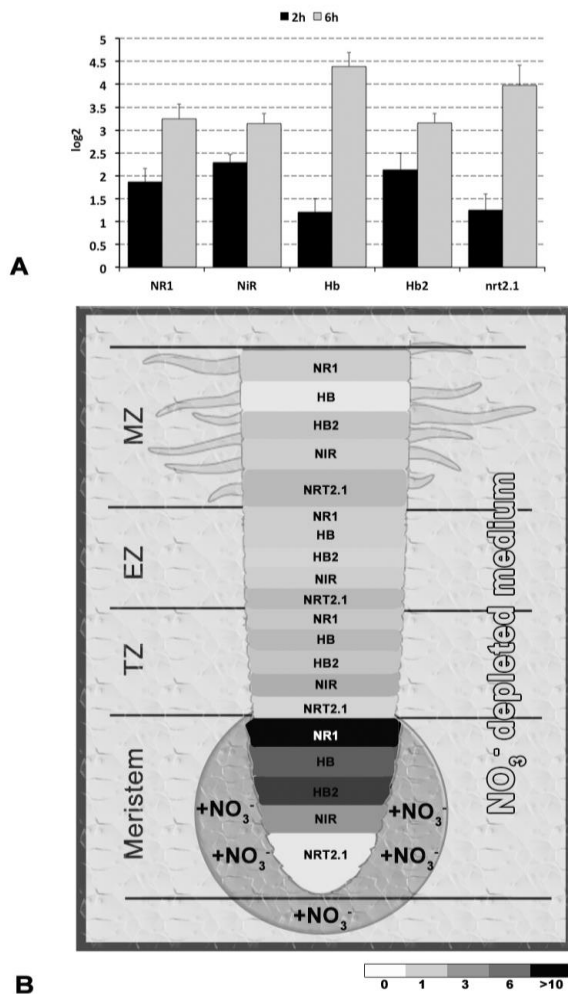 2h 6h
5
4.5
4
3.5
3
2.5
2
1.5
1
0.5
0
log2
NR1 NiR Hb Hb2 nrt2.1
A
MZ
NR1
HB
HB2
NIR
NRT2.1
EZ
NR1
HB
HB2
NIR
NRT2.1
TZ
NR1
HB
HB2
NIR
NRT2.1
Meristem
NR1
HB
HB2
NIR
NRT2.1
+NO₃⁻ +NO₃⁻
+NO₃⁻ +NO₃⁻
+NO₃⁻
NO₃⁻ depleted medium
B
0 1 3 6 >10